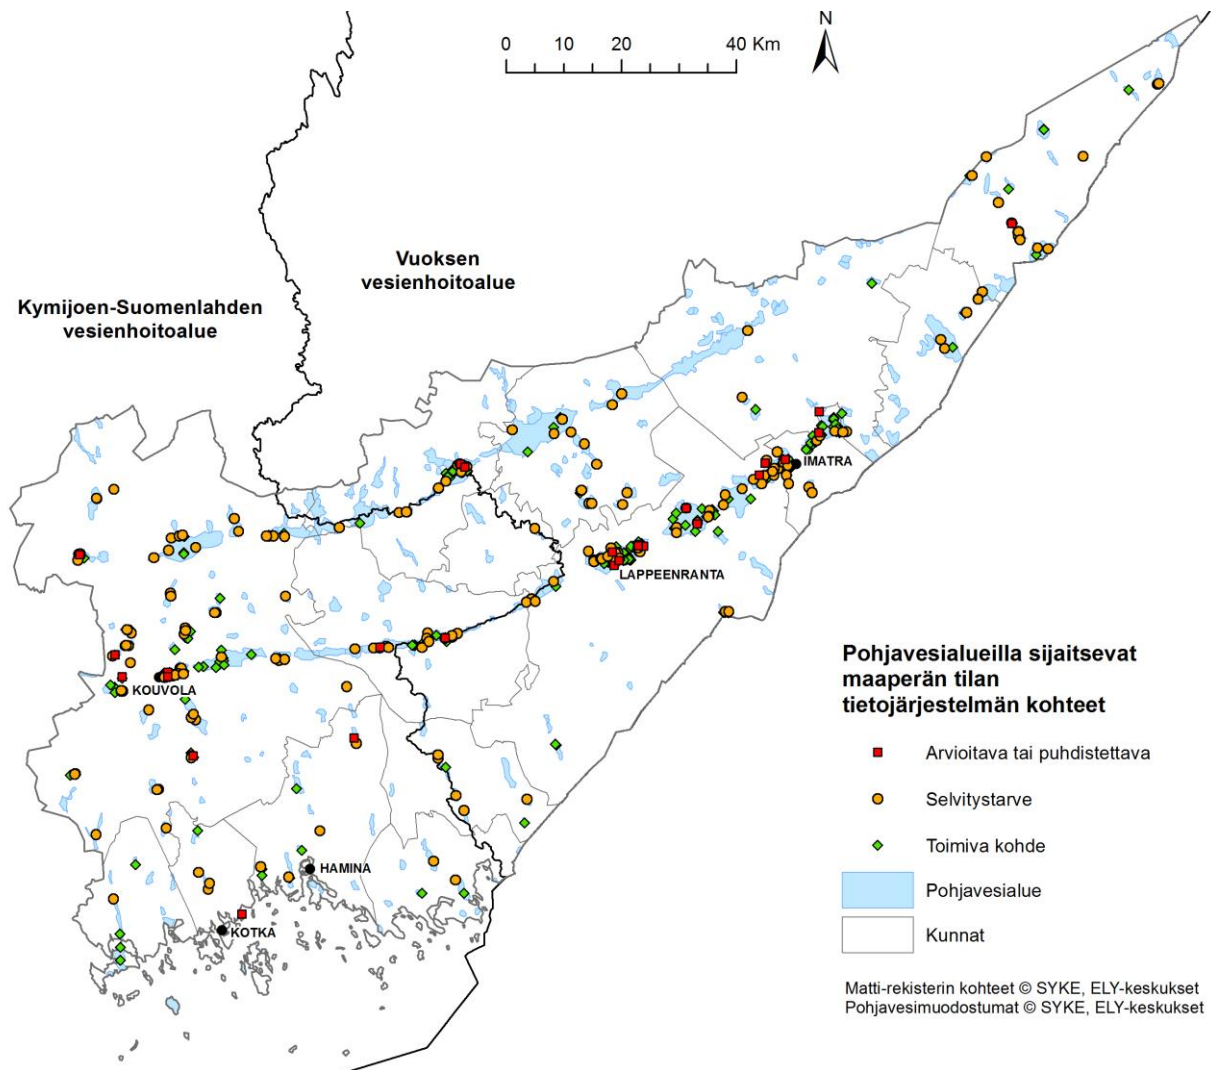 N
0 10 20 40 Km
Vuoksen
vesienhoitoalue
Kymijoen-Suomenlahden
vesienhoitoalue
IMATRA
LAPPEENRANTA
KOUVOLA
HAMINA
KOTKA
Pohjavesialueilla sijaitsevat
maaperän tilan
tietojärjestelmän kohteet
Arvioitava tai puhdistettava
Selvitystarve
Toimiva kohde
Pohjavesialue
Kunnat
Matti-rekisterin kohteet © SYKE, ELY-keskukset
Pohjavesimuodostumat © SYKE, ELY-keskukset